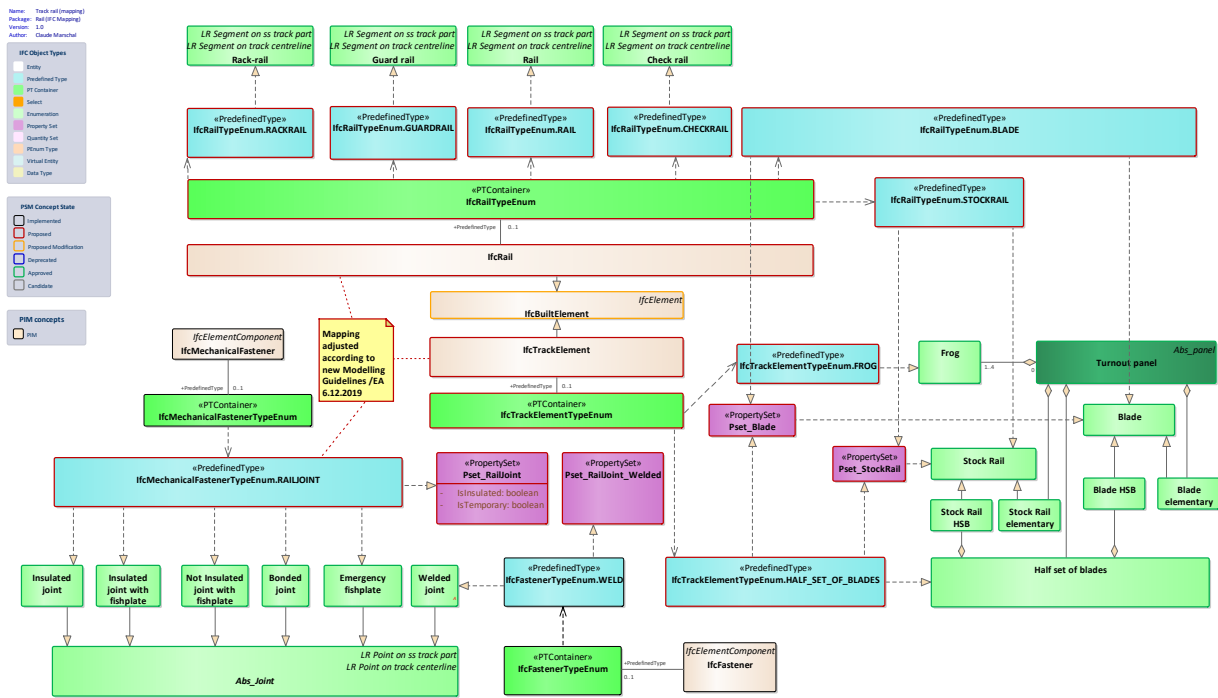 Name: Track rail (mapping)
Package: Rail (IFC Mapping)
Version: 1.0
Author: Claude Marschal
IFC Object Types
Entity
Predefined Type
PT Container
Select
Enumeration
Property Set
Quantity Set
PEnum Type
Virtual Entity
Data Type
PSM Concept State
Implemented
Proposed
Proposed Modification
Deprecated
Approved
Candidate
PIM concepts
PIM
LR Segment on ss track part
LR Segment on track centreline
Rack-rail
LR Segment on ss track part
LR Segment on track centreline
Guard rail
LR Segment on ss track part
LR Segment on track centreline
Rail
LR Segment on ss track part
LR Segment on track centreline
Check rail
«PredefinedType»
IfcRailTypeEnum.RACKRAIL
«PredefinedType»
IfcRailTypeEnum.GUARDRAIL
«PredefinedType»
IfcRailTypeEnum.RAIL
«PredefinedType»
IfcRailTypeEnum.CHECKRAIL
«PredefinedType»
IfcRailTypeEnum.BLADE
«PTContainer»
IfcRailTypeEnum
«PredefinedType»
IfcRailTypeEnum.STOCKRAIL
+PredefinedType 0..1
IfcRail
IfcElement
IfcBuiltElement
Mapping
adjusted
according to
new Modelling
Guidelines /EA
6.12.2019
IfcElementComponent
IfcMechanicalFastener
IfcTrackElement
«PredefinedType»
IfcTrackElementTypeEnum.FROG
Frog
1..4
0
Abs_panel
Turnout panel
+PredefinedType 0..1
+PredefinedType 0..1
«PTContainer»
IfcMechanicalFastenerTypeEnum
«PTContainer»
IfcTrackElementTypeEnum
«PropertySet»
Pset_Blade
Blade
«PredefinedType»
IfcMechanicalFastenerTypeEnum.RAILJOINT
«PropertySet»
Pset_RailJoint
- IsInsulated: boolean
- IsTemporary: boolean
«PropertySet»
Pset_RailJoint_Welded
«PropertySet»
Pset_StockRail
Stock Rail
Stock Rail
HSB
Stock Rail
elementary
Blade HSB
Blade
elementary
Insulated
joint
Insulated
joint with
fishplate
Not Insulated
joint with
fishplate
Bonded
joint
Emergency
fishplate
Welded
joint
«PredefinedType»
IfcFastenerTypeEnum.WELD
«PredefinedType»
IfcTrackElementTypeEnum.HALF_SET_OF_BLADES
Half set of blades
LR Point on ss track part
LR Point on track centerline
Abs_Joint
«PTContainer»
IfcFastenerTypeEnum
+PredefinedType
0..1
IfcElementComponent
IfcFastener